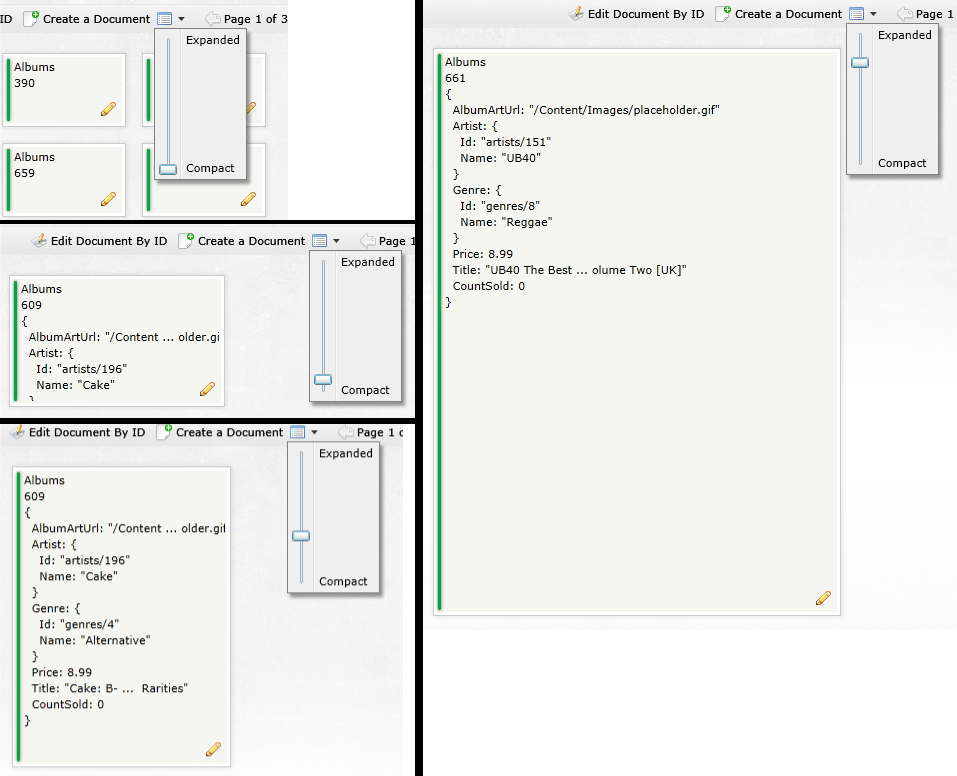 ID Create a Document Page 1 of 3
Expanded
Compact
Albums
390
Albums
659
Edit Document By ID Create a Document Page 1
Expanded
Compact
Albums
609
{
AlbumArtUrl: "/Content ... older.gi
Artist: {
Id: "artists/196"
Name: "Cake"
}
Edit Document By ID Create a Document Page 1 o
Expanded
Compact
Albums
609
{
AlbumArtUrl: "/Content ... older.gif
Artist: {
Id: "artists/196"
Name: "Cake"
}
Genre: {
Id: "genres/4"
Name: "Alternative"
}
Price: 8.99
Title: "Cake: B- ... Rarities"
CountSold: 0
}
Edit Document By ID Create a Document Page 1
Expanded
Compact
Albums
661
{
AlbumArtUrl: "/Content/Images/placeholder.gif"
Artist: {
Id: "artists/151"
Name: "UB40"
}
Genre: {
Id: "genres/8"
Name: "Reggae"
}
Price: 8.99
Title: "UB40 The Best ... olume Two [UK]"
CountSold: 0
}